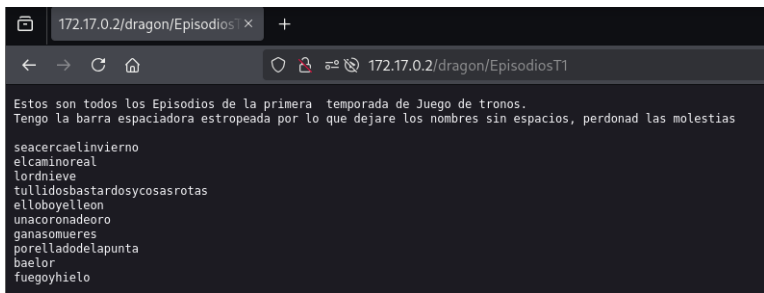 172.17.0.2/dragon/EpisodiosT
172.17.0.2/dragon/EpisodiosT1
Estos son todos los Episodios de la primera  temporada de Juego de tronos.
Tengo la barra espaciadora estropeada por lo que dejare los nombres sin espacios, perdonad las molestias
seacercaelinvierno
elcaminoreal
lordnieve
tullidosbastardosycosasrotas
elloboyelleon
unacoronadeoro
ganasomueres
porelladodelapunta
baelor
fuegoyhielo